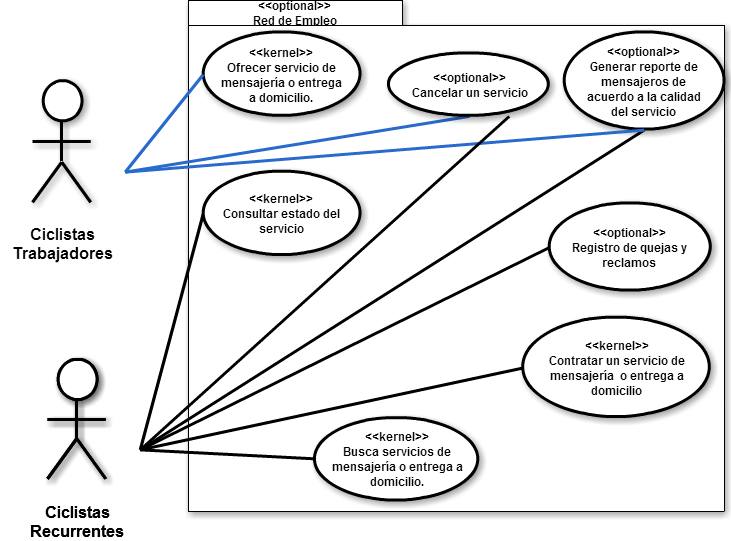 <<optional>>
Red de Empleo
<<kernel>>
Ofrecer servicio de
mensajería o entrega
a domicilio.
<<optional>>
Cancelar un servicio
<<optional>>
Generar reporte de
mensajeros de
acuerdo a la calidad
del servicio
Ciclistas
Trabajadores
<<kernel>>
Consultar estado del
servicio
<<optional>>
Registro de quejas y
reclamos
<<kernel>>
Contratar un servicio de
mensajería o entrega a
domicilio
<<kernel>>
Busca servicios de
mensajería o entrega a
domicilio.
Ciclistas
Recurrentes